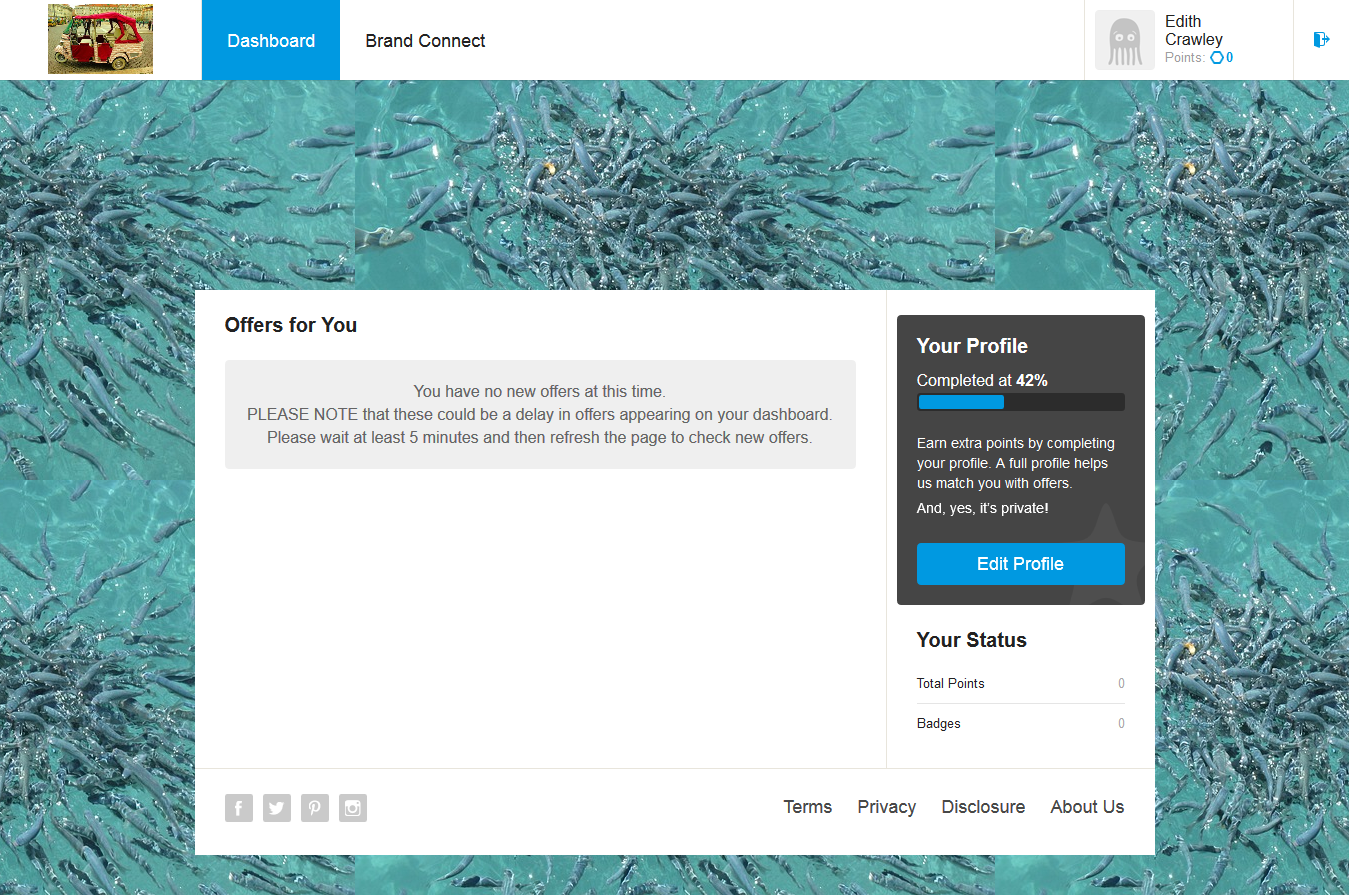 Dashboard
Brand Connect
Edith
Crawley
Points: 0
Offers for You
You have no new offers at this time.
PLEASE NOTE that these could be a delay in offers appearing on your dashboard.
Please wait at least 5 minutes and then refresh the page to check new offers.
Your Profile
Completed at 42%
Earn extra points by completing
your profile. A full profile helps
us match you with offers.
And, yes, it's private!
Edit Profile
Your Status
Total Points 0
Badges 0
Terms Privacy Disclosure About Us